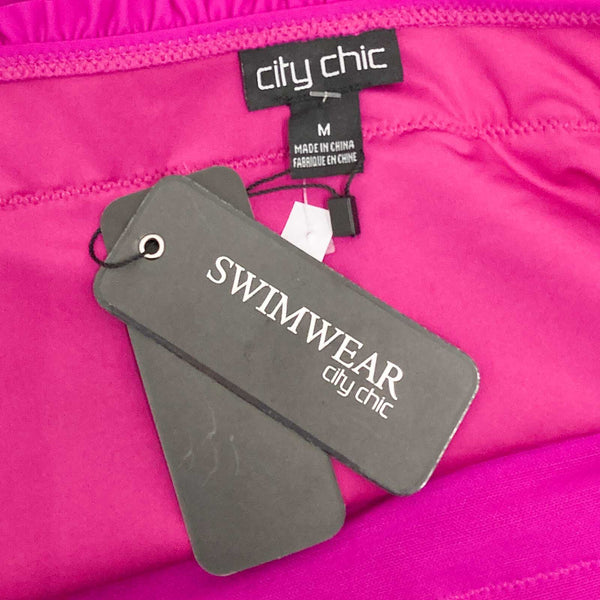 city chic
M
MADE IN CHINA
FABRIQUE EN CHINE
SWIMWEAR
city chic